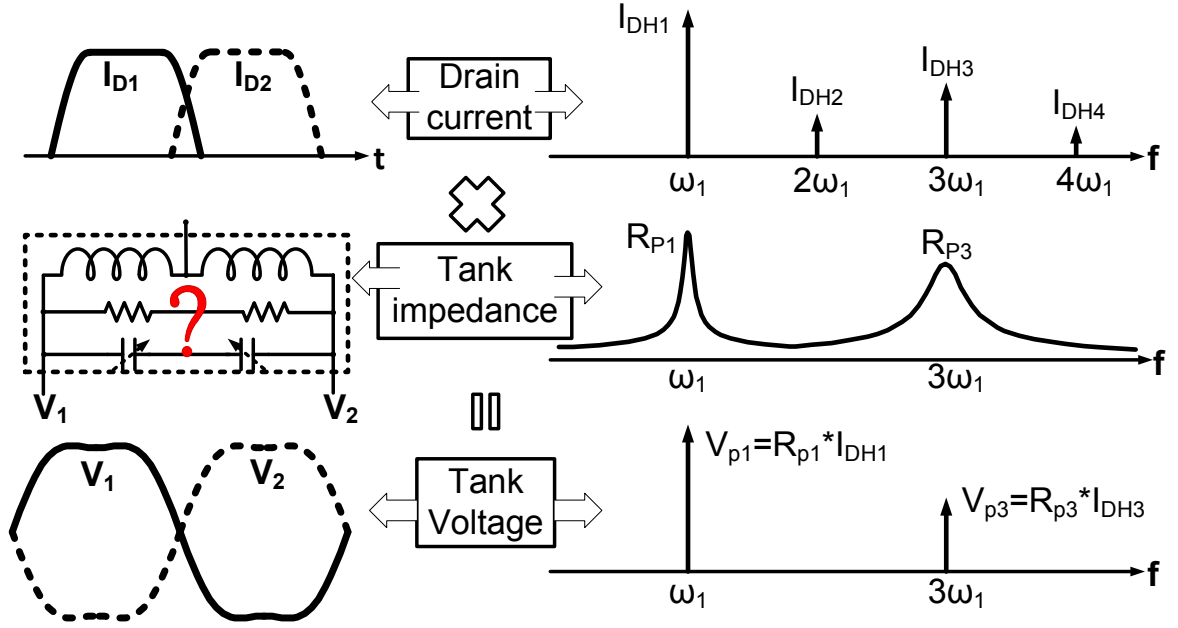 I_DH1
I_D1 I_D2
Drain
current
I_DH2
I_DH3
I_DH4
t
f
ω₁ 2ω₁ 3ω₁ 4ω₁
R_P1
R_P3
Tank
impedance
?
f
ω₁ 3ω₁
V₁ V₂
V_p1=R_p1*I_DH1
V₁ V₂
Tank
Voltage
V_p3=R_p3*I_DH3
f
ω₁ 3ω₁